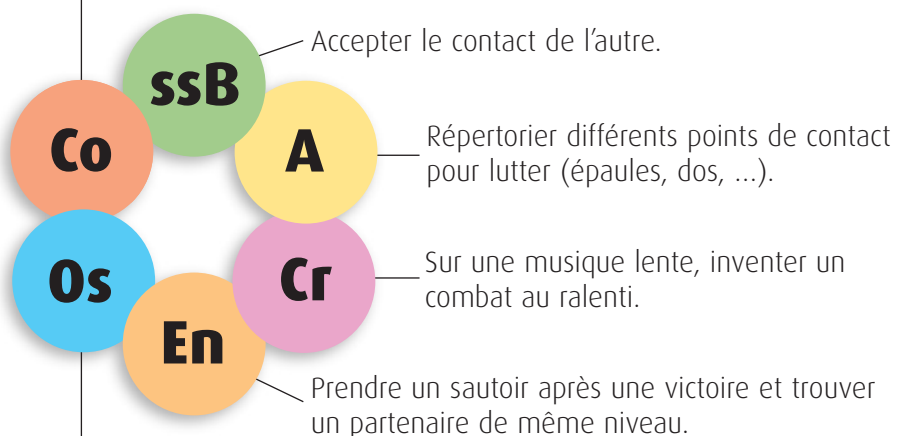 ssB
Accepter le contact de l’autre.
Co
A
Répertorier différents points de contact
pour lutter (épaules, dos, ...).
Os
Cr
Sur une musique lente, inventer un
combat au ralenti.
En
Prendre un sautoir après une victoire et trouver
un partenaire de même niveau.